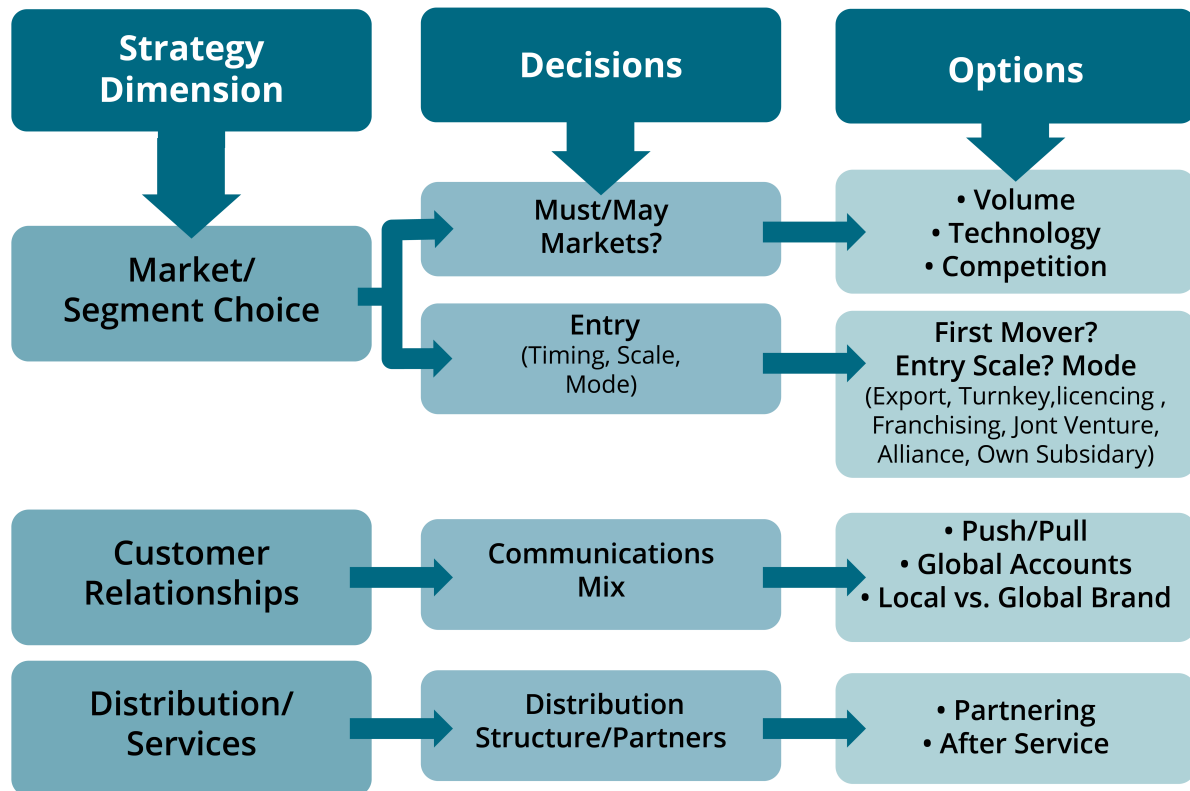 Strategy
Dimension
Decisions
Options
Market/
Segment Choice
Must/May
Markets?
• Volume
• Technology
• Competition
Entry
(Timing, Scale,
Mode)
First Mover?
Entry Scale? Mode
(Export, Turnkey,licencing ,
Franchising, Jont Venture,
Alliance, Own Subsidary)
Customer
Relationships
Communications
Mix
• Push/Pull
• Global Accounts
• Local vs. Global Brand
Distribution/
Services
Distribution
Structure/Partners
• Partnering
• After Service